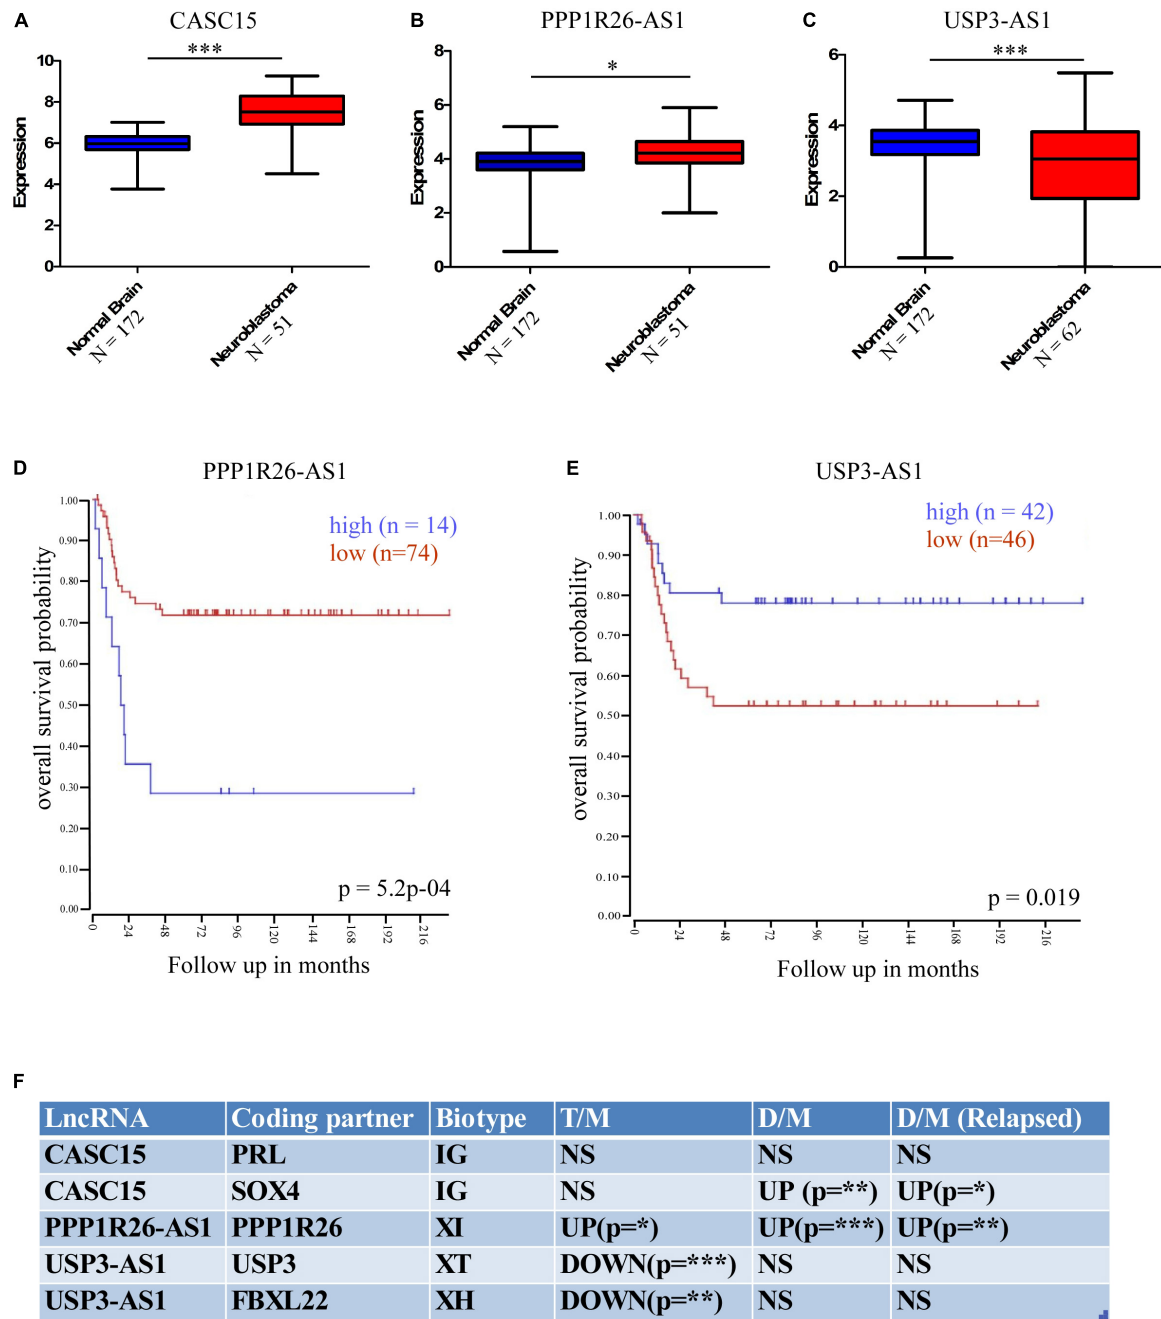 A CASC15
***
10
8
6
4
2
0
Expression
Normal Brain
N = 172
Neuroblastoma
N = 51
B PPP1R26-AS1
*
8
6
4
2
0
Expression
Normal Brain
N = 172
Neuroblastoma
N = 51
C USP3-AS1
***
6
4
2
0
Expression
Normal Brain
N = 172
Neuroblastoma
N = 62
D PPP1R26-AS1
high (n = 14)
low (n=74)
1.00
0.90
0.80
0.70
0.60
0.50
0.40
0.30
0.20
0.10
0.00
overall survival probability
p = 5.2p-04
0 24 48 72 96 120 144 168 192 216
Follow up in months
E USP3-AS1
high (n = 42)
low (n=46)
1.00
0.90
0.80
0.70
0.60
0.50
0.40
0.30
0.20
0.10
0.00
overall survival probability
p = 0.019
0 24 48 72 96 120 144 168 192 216
Follow up in months
F
LncRNA Coding partner Biotype T/M D/M D/M (Relapsed)
CASC15 PRL IG NS NS NS
CASC15 SOX4 IG NS UP (p=**) UP(p=*)
PPP1R26-AS1 PPP1R26 XI UP(p=*) UP(p=***) UP(p=**)
USP3-AS1 USP3 XT DOWN(p=***) NS NS
USP3-AS1 FBXL22 XH DOWN(p=**) NS NS